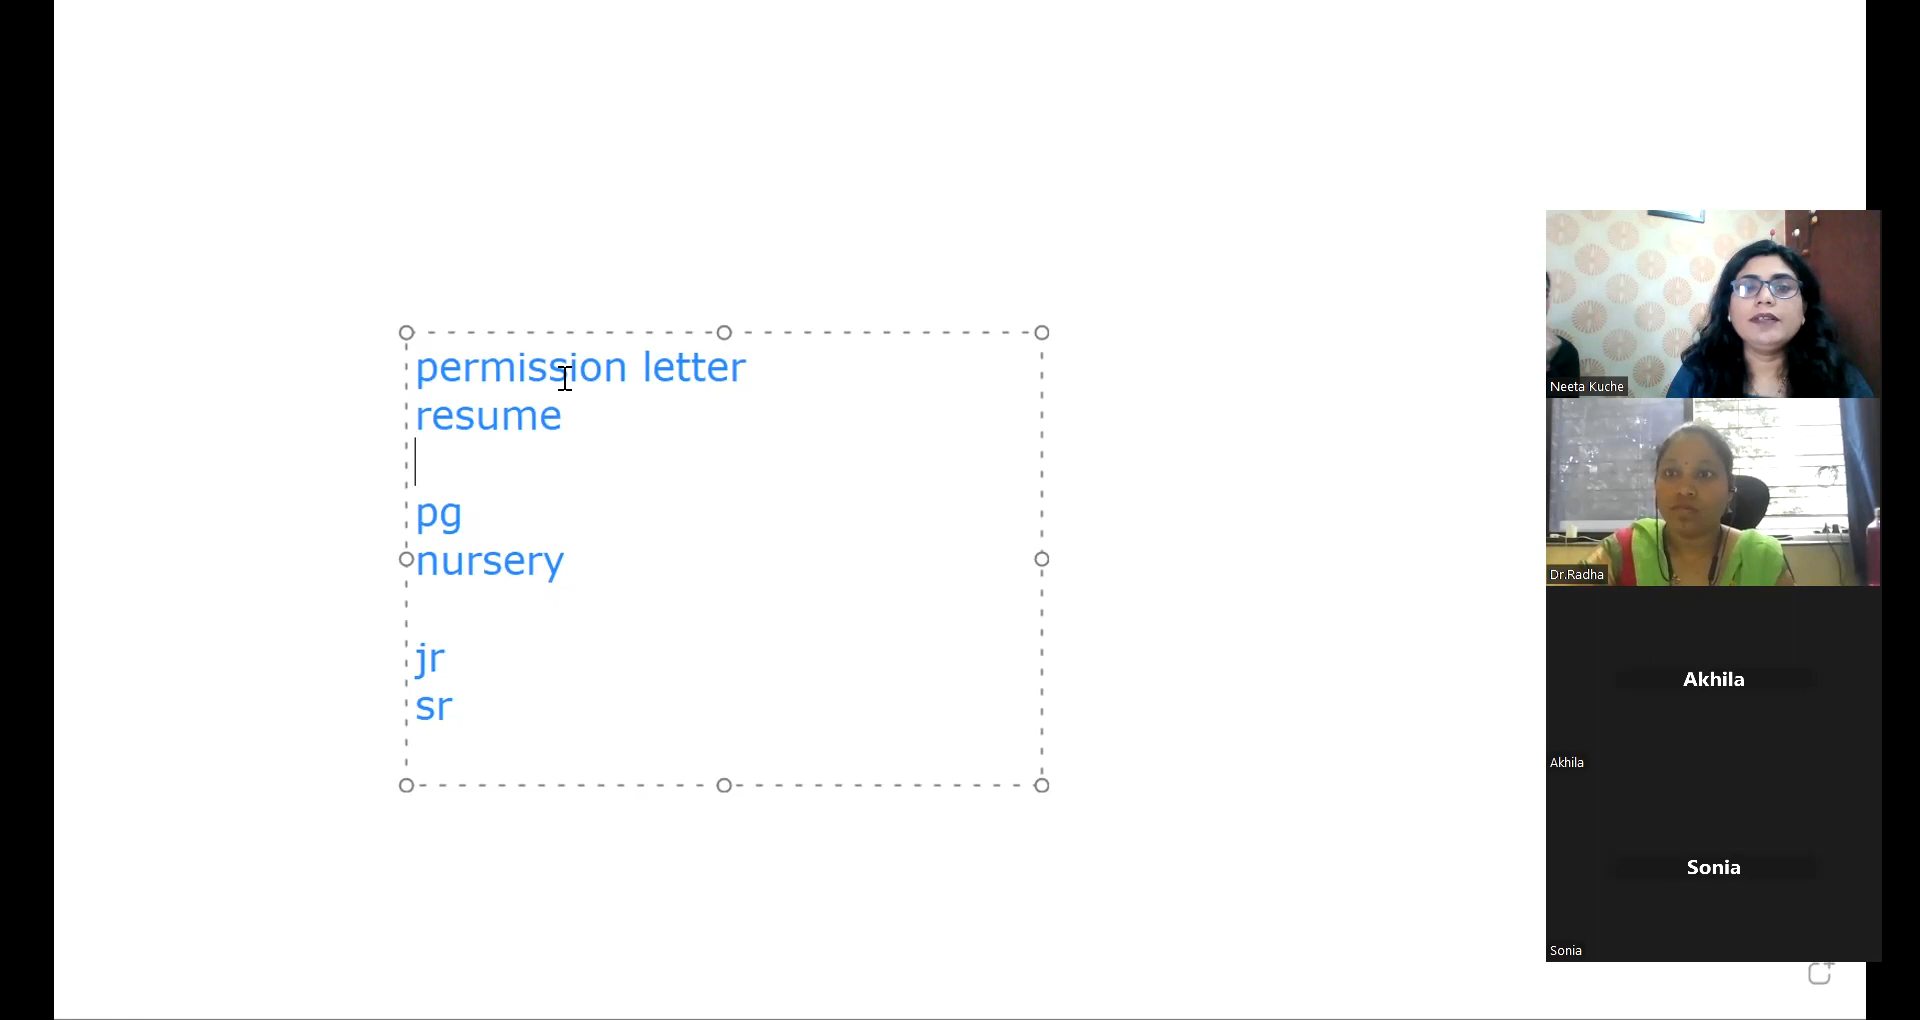 permission letter
resume
pg
nursery
jr
sr
Neeta Kuche
Dr.Radha
Akhila
Akhila
Sonia
Sonia